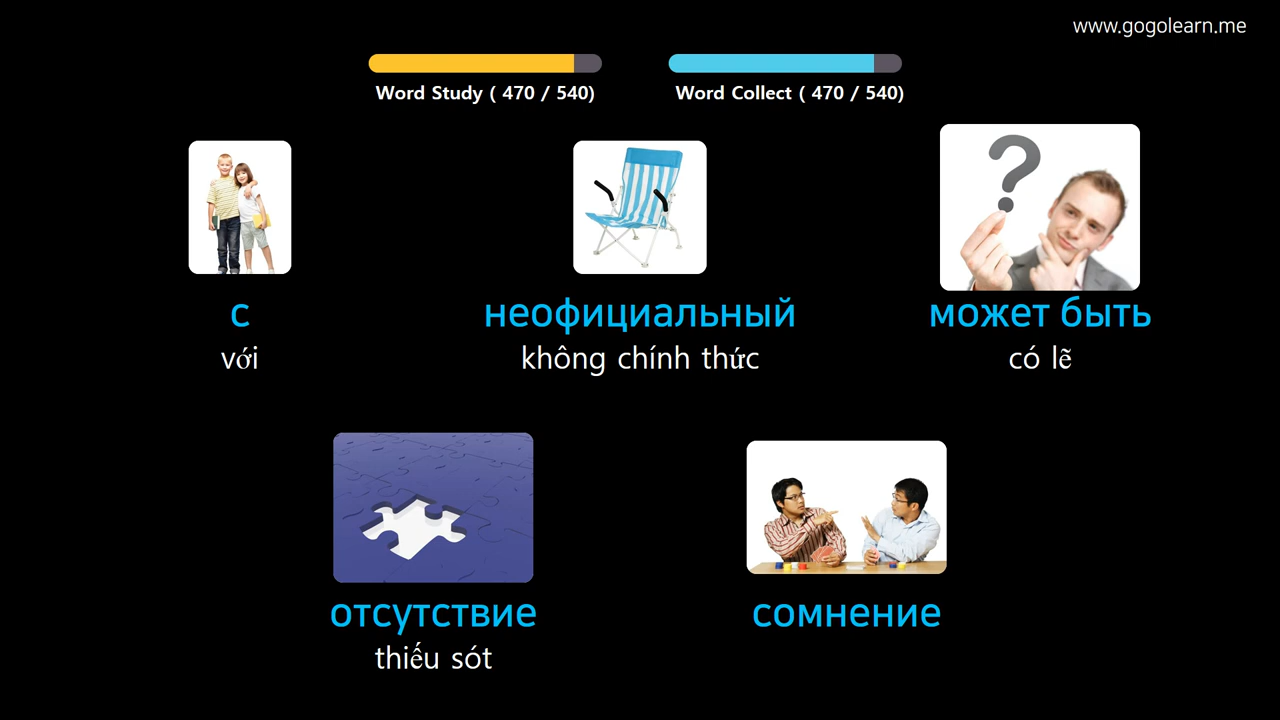 www.gogolearn.me
Word Study ( 470 / 540)
Word Collect ( 470 / 540)
с
với
неофициальный
không chính thức
может быть
có lẽ
отсутствие
thiếu sót
сомнение